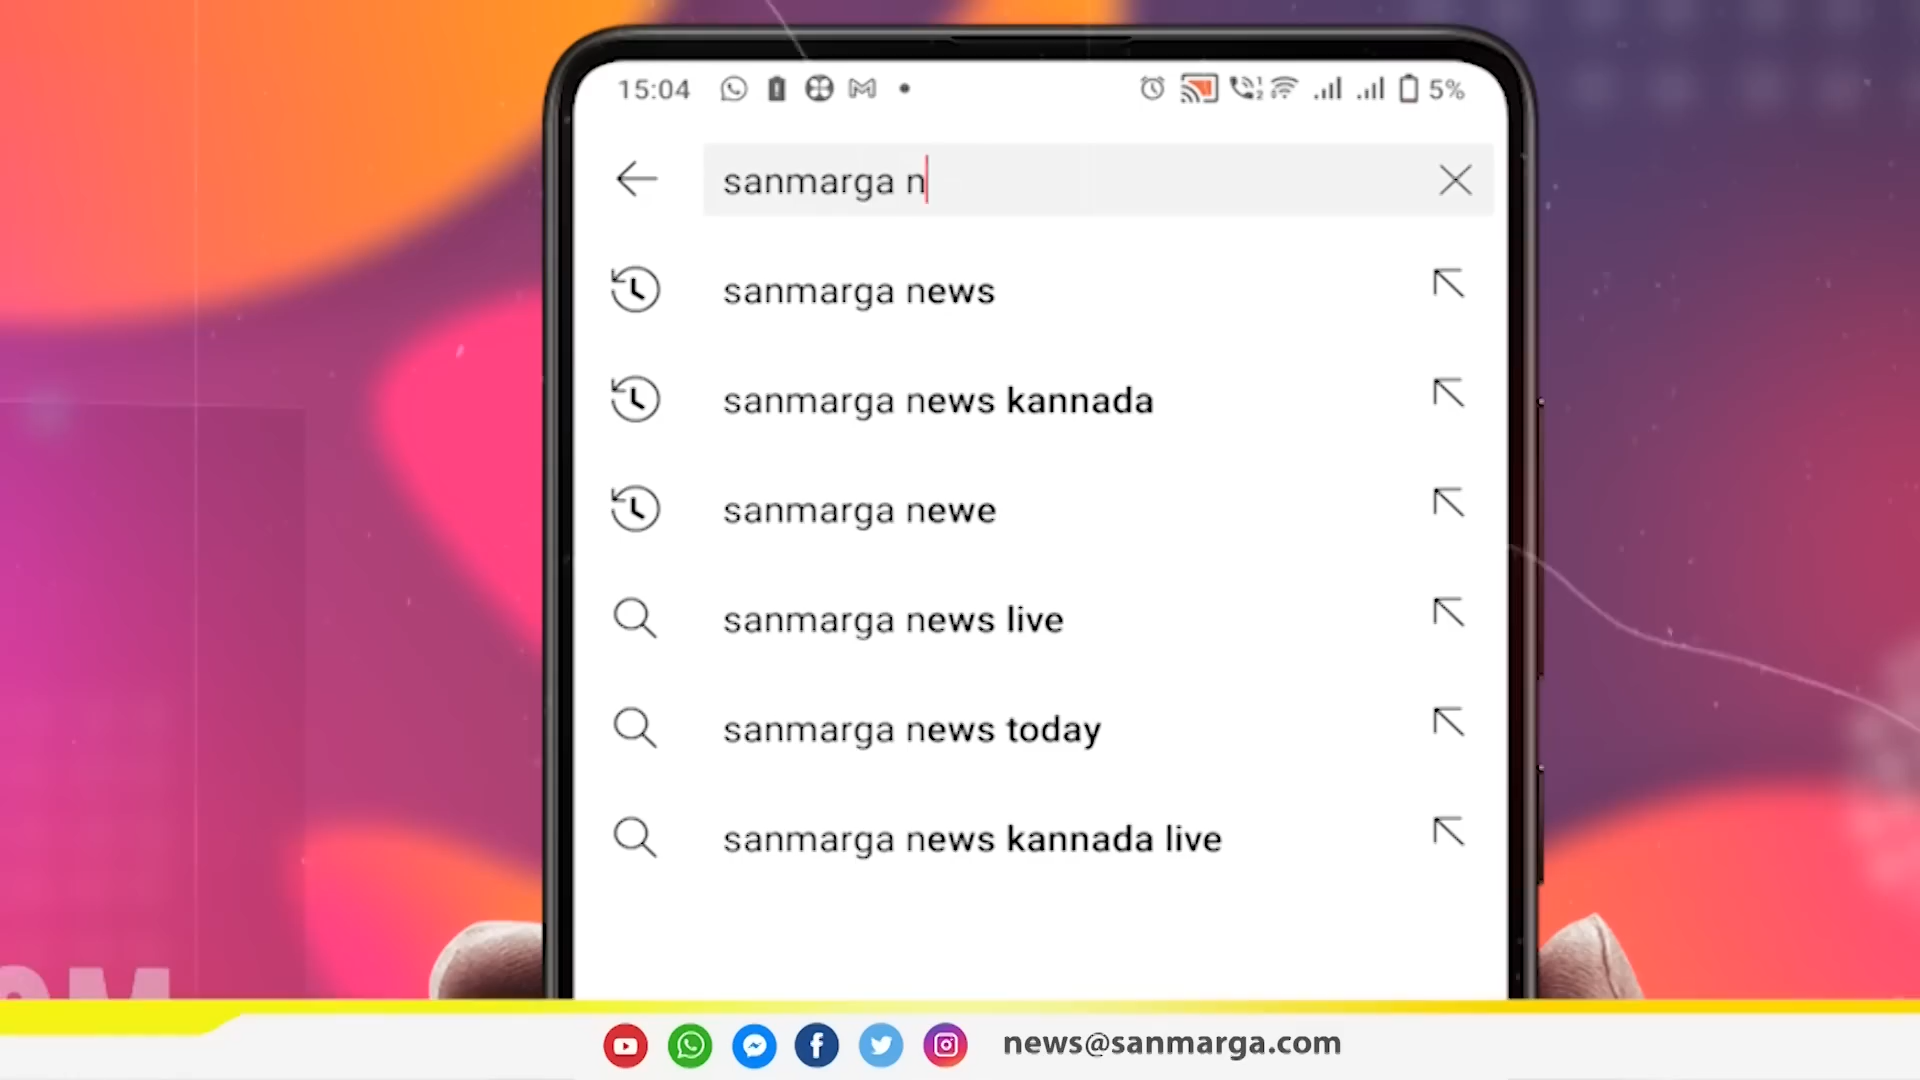 15:04
5%
sanmarga n
sanmarga news
sanmarga news kannada
sanmarga newe
sanmarga news live
sanmarga news today
sanmarga news kannada live
news@sanmarga.com